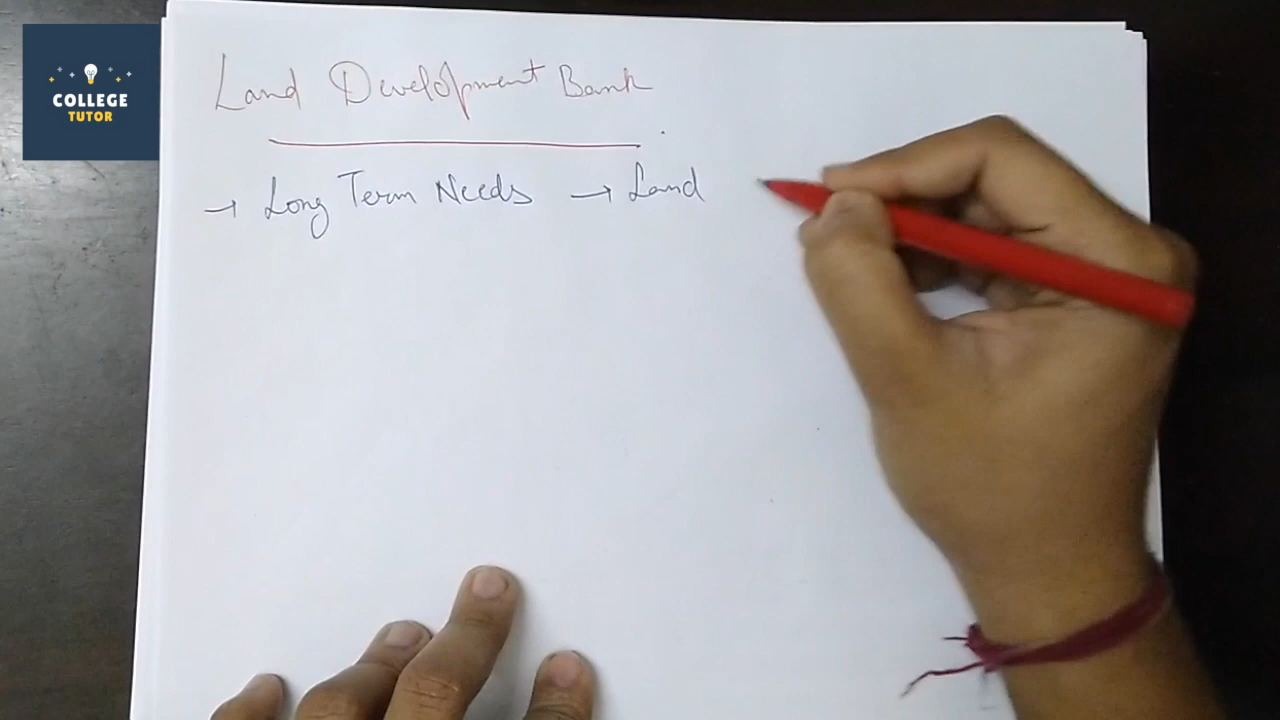 COLLEGE
TUTOR
Land Development Bank
→ Long Term Needs → Land